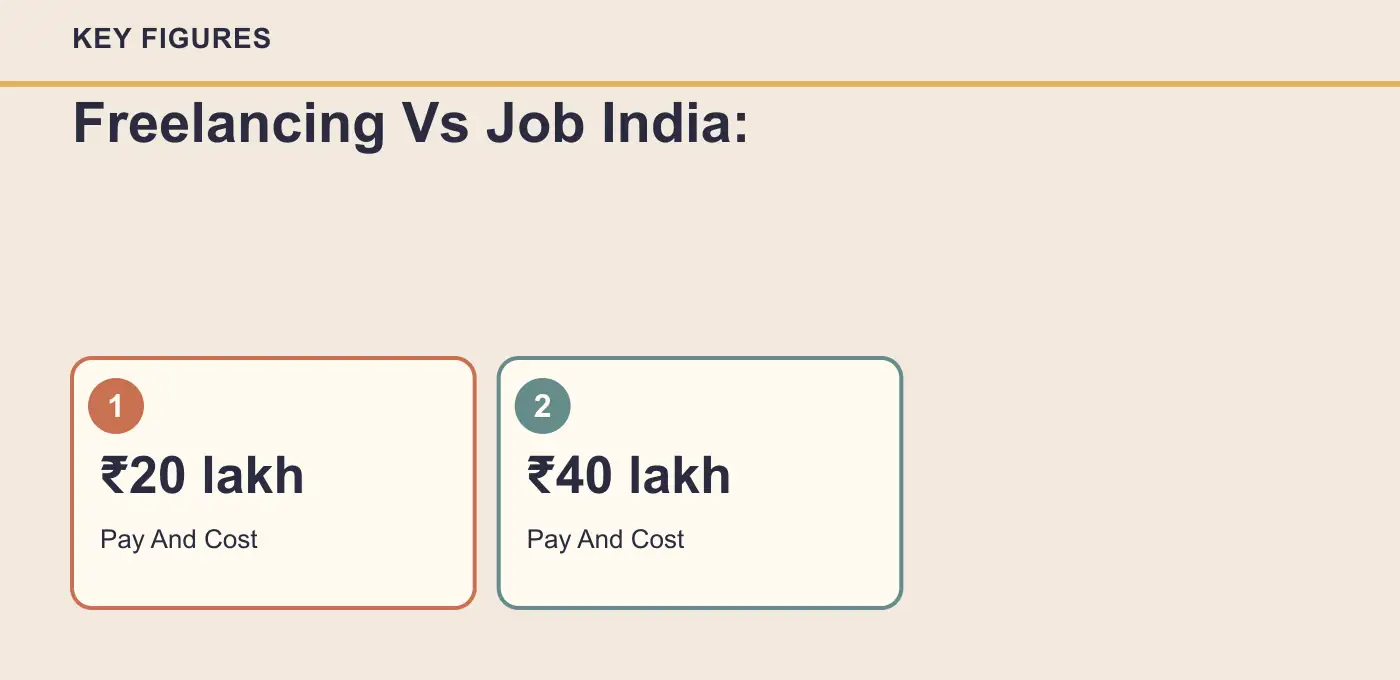 KEY FIGURES
Freelancing Vs Job India:
1
₹20 lakh
Pay And Cost
2
₹40 lakh
Pay And Cost